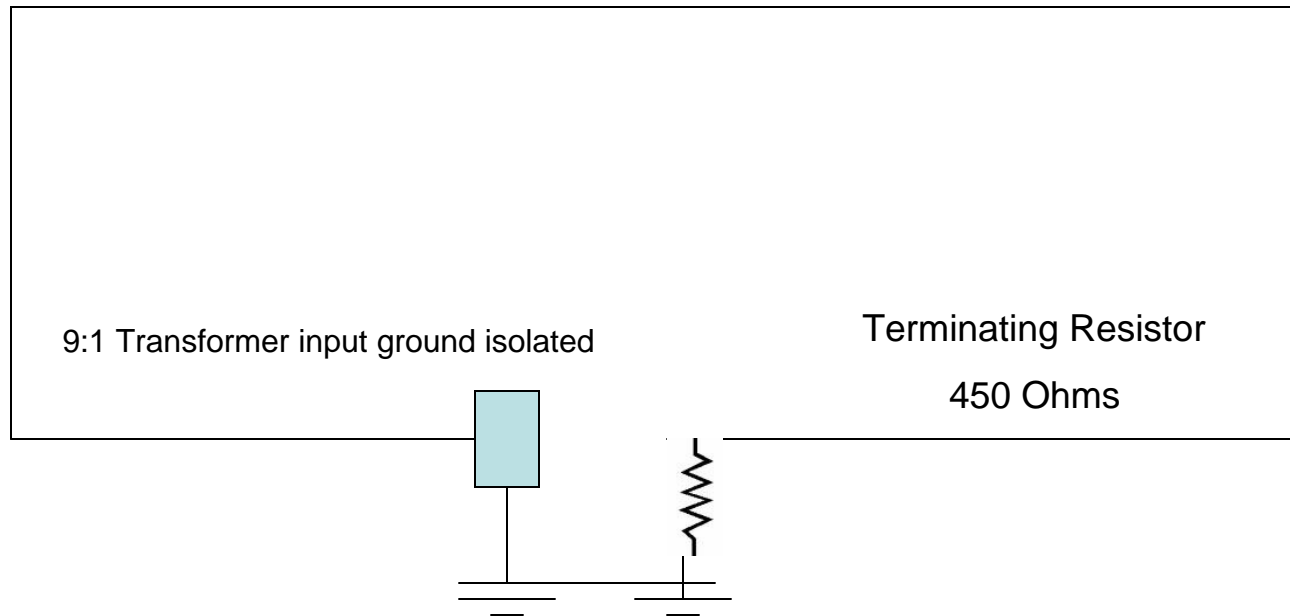 9:1 Transformer input ground isolated
Terminating Resistor
450 Ohms